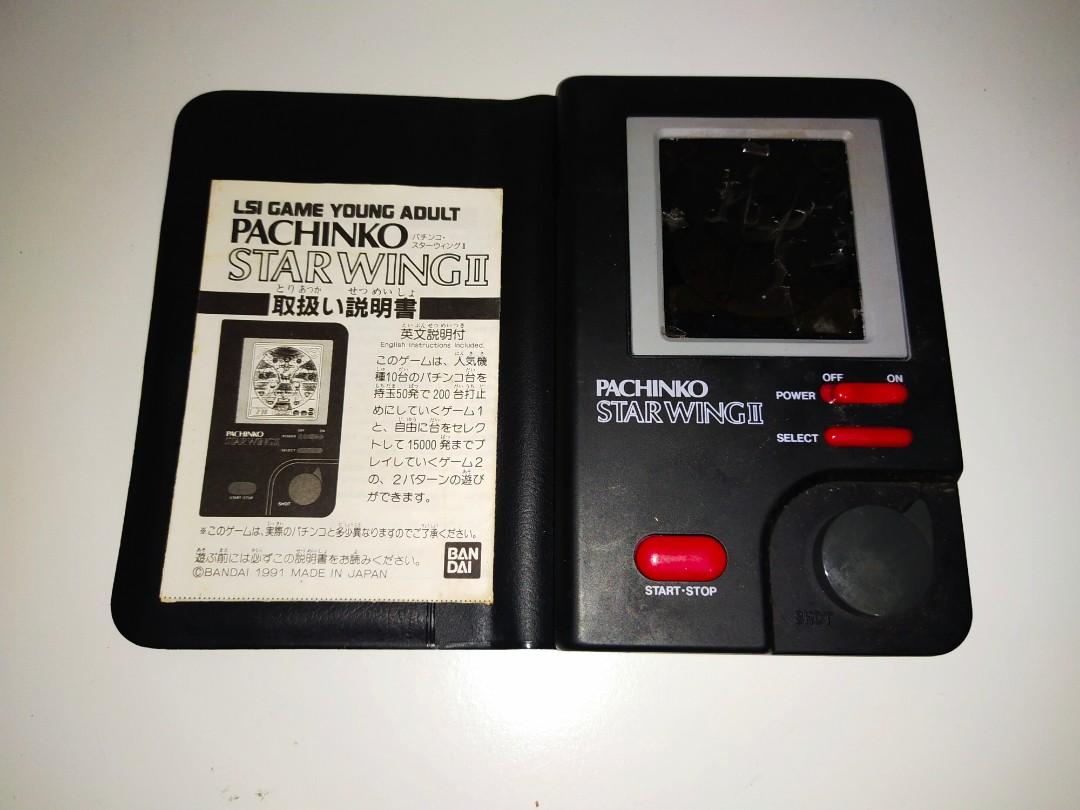 LSI GAME YOUNG ADULT
PACHINKO
パチンコ・
スターウィングⅡ
STAR WING Ⅱ
とりあつか せつめいしょ
取扱い説明書
えいぶんせつめいつき
英文説明付
English Instructions Included.
このゲームは、人気機
種10台のパチンコ台を
持玉50発で200台打止
めにしていくゲーム1
と、自由に台をセレク
トして15000発までプ
レイしていくゲーム2
の、2パターンの遊び
ができます。
※このゲームは、実際のパチンコと多少異なりますのでご了承ください。
遊ぶ前には必ずこの説明書をお読みください。
©BANDAI 1991 MADE IN JAPAN
BAN
DAI
PACHINKO
STAR WING Ⅱ
OFF ON
POWER
SELECT
START・STOP
SHOT